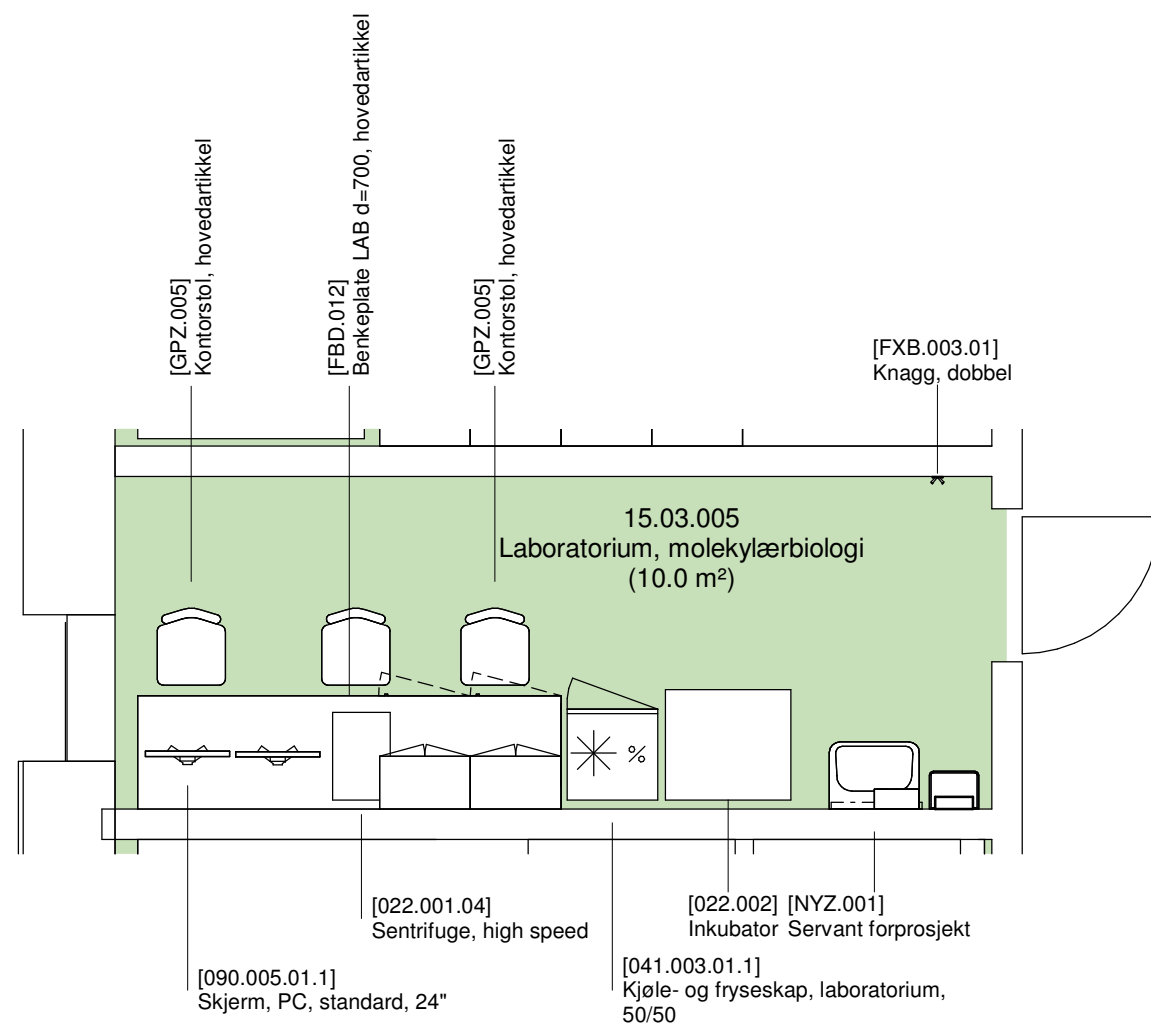 [GPZ.005]
Kontorstol, hovedartikkel
[FBD.012]
Benkeplate LAB d=700, hovedartikkel
[GPZ.005]
Kontorstol, hovedartikkel
[FXB.003.01]
Knagg, dobbel
15.03.005
Laboratorium, molekylærbiologi
(10.0 m²)
%
[022.001.04]
Sentrifuge, high speed
[022.002]
Inkubator
[NYZ.001]
Servant forprosjekt
[090.005.01.1]
Skjerm, PC, standard, 24"
[041.003.01.1]
Kjøle- og fryseskap, laboratorium,
50/50